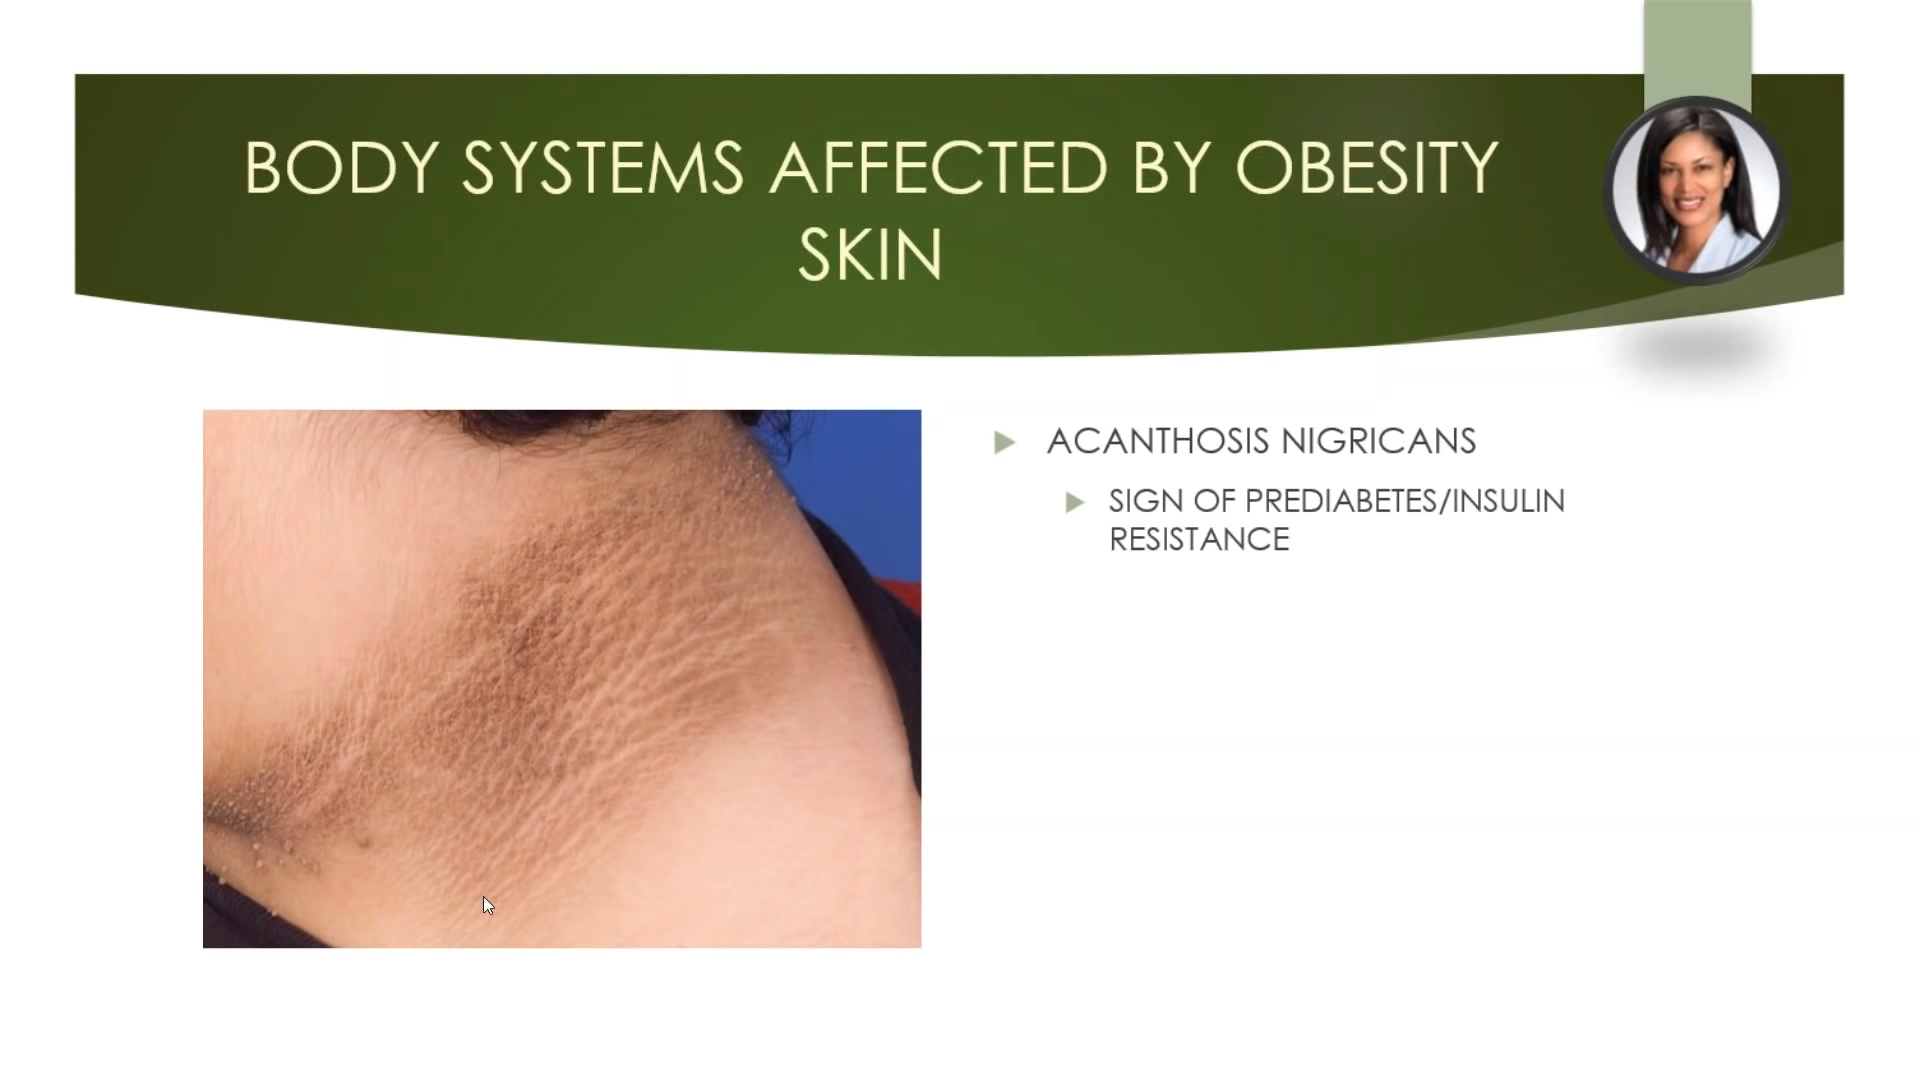 BODY SYSTEMS AFFECTED BY OBESITY
SKIN
ACANTHOSIS NIGRICANS
SIGN OF PREDIABETES/INSULIN
RESISTANCE